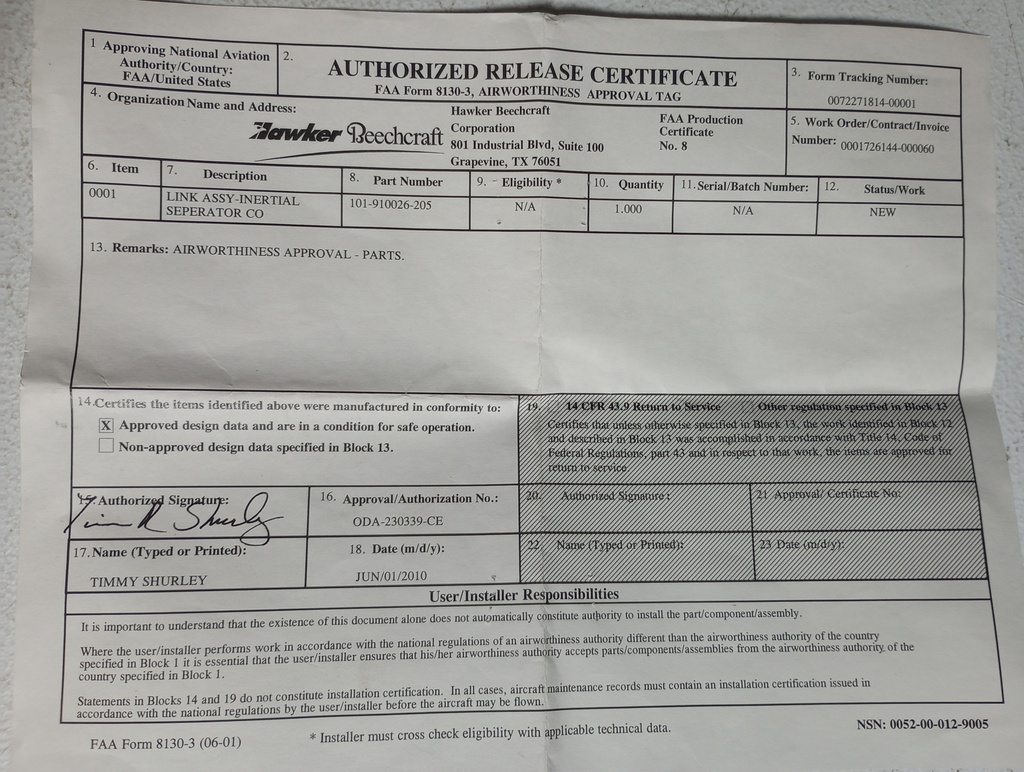 1 Approving National Aviation
Authority/Country:
FAA/United States
2.
AUTHORIZED RELEASE CERTIFICATE
FAA Form 8130-3, AIRWORTHINESS APPROVAL TAG
3. Form Tracking Number:
0072271814-00001
4. Organization Name and Address:
Hawker Beechcraft
Hawker Beechcraft
Corporation
801 Industrial Blvd, Suite 100
Grapevine, TX 76051
FAA Production
Certificate
No. 8
5. Work Order/Contract/Invoice
Number: 0001726144-000060
6. Item
7. Description
8. Part Number
9. - Eligibility *
10. Quantity
11. Serial/Batch Number:
12. Status/Work
0001
LINK ASSY-INERTIAL
SEPERATOR CO
101-910026-205
N/A
1.000
N/A
NEW
13. Remarks: AIRWORTHINESS APPROVAL - PARTS.
14.Certifies the items identified above were manufactured in conformity to:
X Approved design data and are in a condition for safe operation.
Non-approved design data specified in Block 13.
19. 14 CFR 43.9 Return to Service Other regulation specified in Block 13
Certifies that unless otherwise specified in Block 13, the work identified in Block 12
and described in Block 13 was accomplished in accordance with Title 14, Code of
Federal Regulations, part 43 and in respect to that work, the items are approved for
return to service.
15. Authorized Signature:
Timmy R Shurley
16. Approval/Authorization No.:
ODA-230339-CE
20. Authorized Signature:
21 Approval/ Certificate No:
17. Name (Typed or Printed):
TIMMY SHURLEY
18. Date (m/d/y):
JUN/01/2010
22. Name (Typed or Printed):
23 Date (m/d/y):
User/Installer Responsibilities
It is important to understand that the existence of this document alone does not automatically constitute authority to install the part/component/assembly.
Where the user/installer performs work in accordance with the national regulations of an airworthiness authority different than the airworthiness authority of the country
specified in Block 1 it is essential that the user/installer ensures that his/her airworthiness authority accepts parts/components/assemblies from the airworthiness authority of the
country specified in Block 1.
Statements in Blocks 14 and 19 do not constitute installation certification. In all cases, aircraft maintenance records must contain an installation certification issued in
accordance with the national regulations by the user/installer before the aircraft may be flown.
FAA Form 8130-3 (06-01)
* Installer must cross check eligibility with applicable technical data.
NSN: 0052-00-012-9005